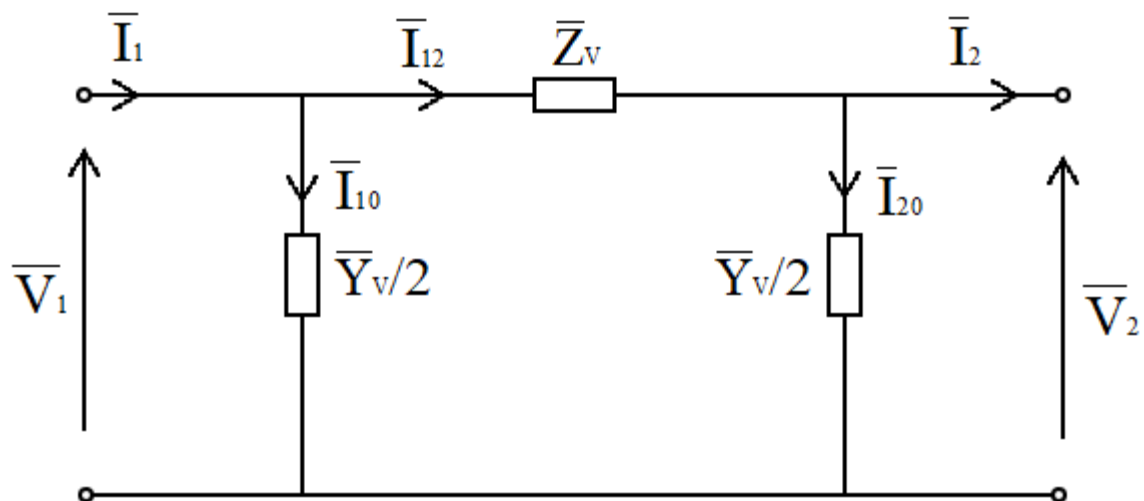 I̅₁ I̅₁₂ Z̅ᵥ I̅₂
I̅₁₀ I̅₂₀
V̅₁ Y̅ᵥ/2 Y̅ᵥ/2 V̅₂